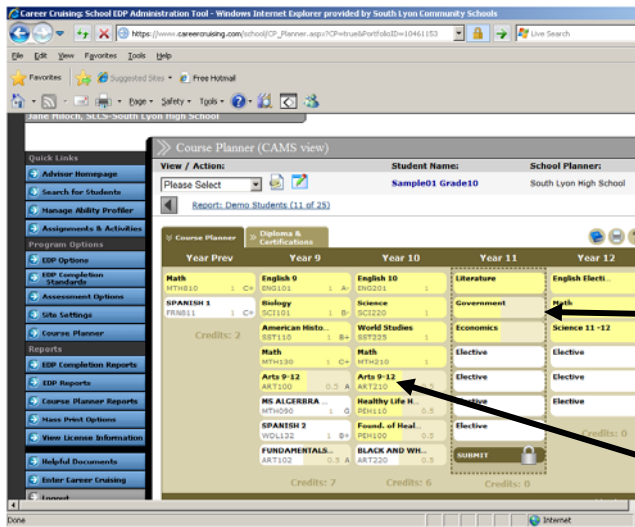 Career Cruising: School EDP Administration Tool - Windows Internet Explorer provided by South Lyon Community Schools
https://www.careercruising.com/school/CP_Planner.aspx?CP=true&PortfolioID=10461153
Live Search
File Edit View Favorites Tools Help
Favorites Suggested Sites Free Hotmail
Page Safety Tools
Jane Hiloch, SLCS-South Lyon High School
Quick Links
Advisor Homepage
Search for Students
Manage Ability Profiler
Assignments & Activities
Program Options
EDP Options
EDP Completion Standards
Assessment Options
Site Settings
Course Planner
Reports
EDP Completion Reports
EDP Reports
Course Planner Reports
Mass Print Options
View License Information
Helpful Documents
Enter Career Cruising
Logout
Course Planner (CAMS view)
View / Action: Student Name: School Planner:
Please Select Sample01 Grade10 South Lyon High School
Report: Demo Students (11 of 25)
Course Planner Diploma & Certifications
Year Prev Year 9 Year 10 Year 11 Year 12
Math English 9 English 10 Literature English Electi...
MTH810 1 C+ ENG101 1 A- ENG201 1
SPANISH 1 Biology Science Government Math
FRN811 1 C+ SCI101 1 B- SCI220 1
Credits: 2 American Histo... World Studies Economics Science 11 -12
SST110 1 B+ SST225 1
Math Math Elective Elective
MTH130 1 C+ MTH210 1
Arts 9-12 Arts 9-12 Elective Elective
ART100 0.5 A ART210 0.5
MS ALGERBRA ... Healthy Life H... Elective Elective
MTH090 1 G PEH110 0.5
SPANISH 2 Found. of Heal... Elective Credits: 0
WOL132 1 B+ PEH100 0.5
FUNDAMENTALS... BLACK AND WH... SUBMIT
ART102 0.5 A ART220 0.5
Credits: 7 Credits: 6 Credits: 0
Done Internet